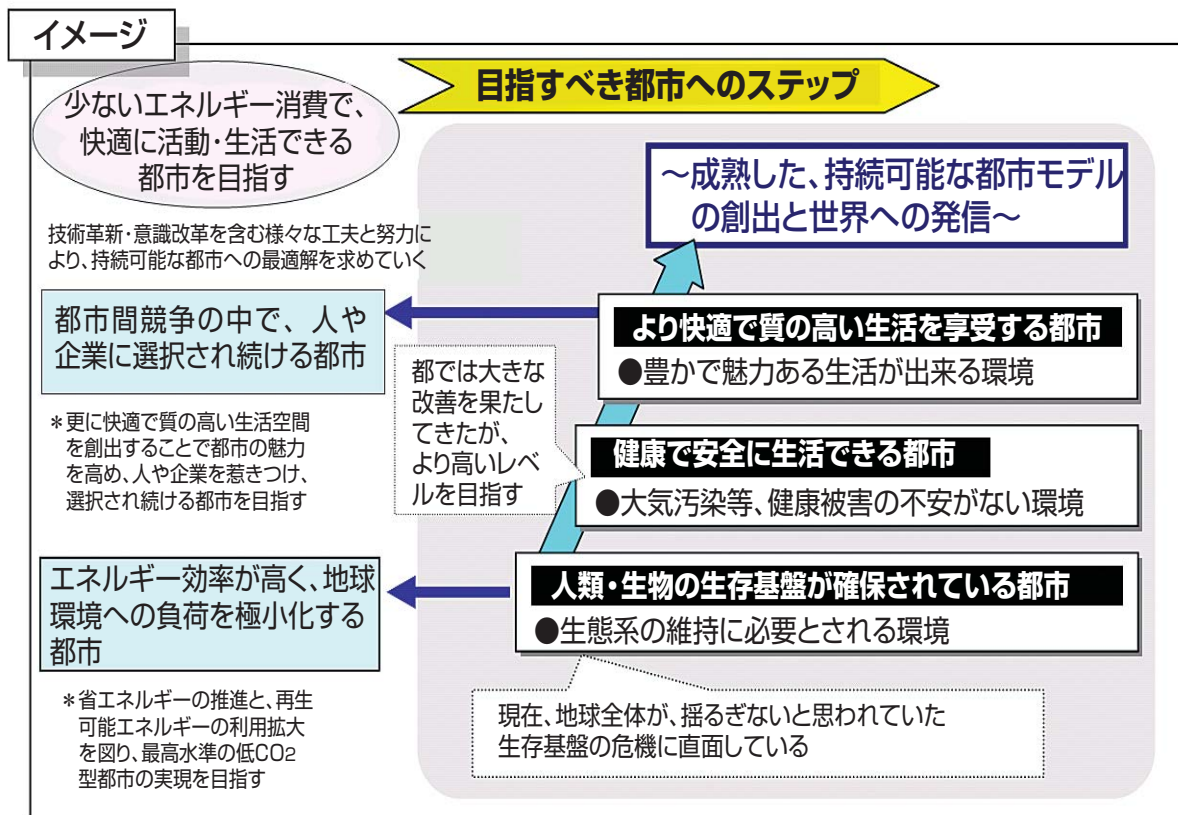 イメージ
少ないエネルギー消費で、
快適に活動・生活できる
都市を目指す
技術革新・意識改革を含む様々な工夫と努力に
より、持続可能な都市への最適解を求めていく
都市間競争の中で、人や
企業に選択され続ける都市
＊更に快適で質の高い生活空間
を創出することで都市の魅力
を高め、人や企業を惹きつけ、
選択され続ける都市を目指す
エネルギー効率が高く、地球
環境への負荷を極小化する
都市
＊省エネルギーの推進と、再生
可能エネルギーの利用拡大
を図り、最高水準の低CO2
型都市の実現を目指す
目指すべき都市へのステップ
～成熟した、持続可能な都市モデル
の創出と世界への発信～
より快適で質の高い生活を享受する都市
●豊かで魅力ある生活が出来る環境
都では大きな
改善を果たし
てきたが、
より高いレベ
ルを目指す
健康で安全に生活できる都市
●大気汚染等、健康被害の不安がない環境
人類・生物の生存基盤が確保されている都市
●生態系の維持に必要とされる環境
現在、地球全体が、揺るぎないと思われていた
生存基盤の危機に直面している